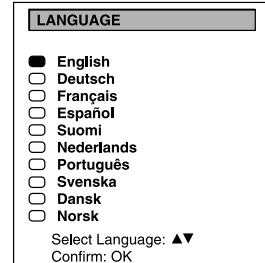 LANGUAGE
English
Deutsch
Français
Español
Suomi
Nederlands
Português
Svenska
Dansk
Norsk
Select Language: ▲▼
Confirm: OK